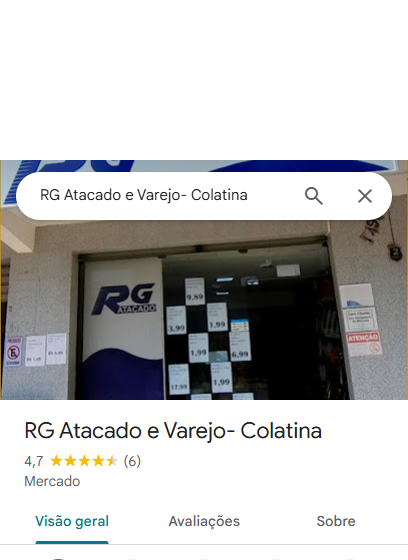 RG
RG Atacado e Varejo- Colatina
RG
ATACADO
9,89
3,99
1,99
1,99
6,99
17,99
1,99
ATENÇÃO
RG Atacado e Varejo- Colatina
4,7 (6)
Mercado
Visão geral
Avaliações
Sobre